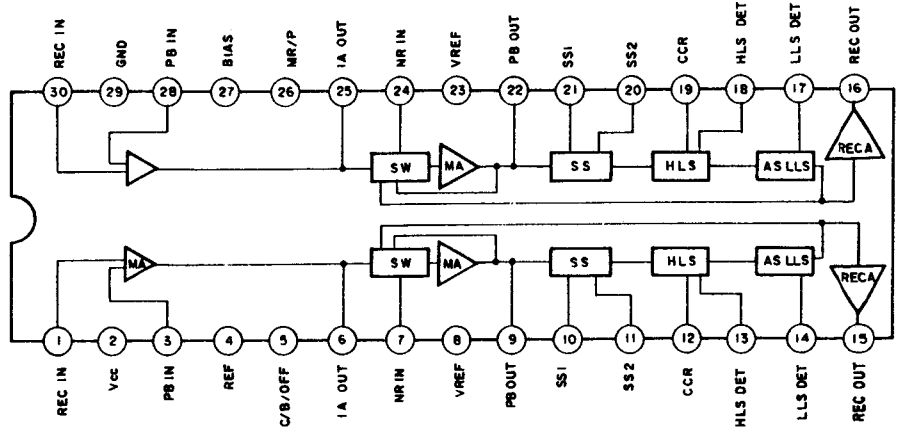 REC IN
GND
PB IN
BIAS
MR/P
IA OUT
NR IN
VREF
PB OUT
SS1
SS2
CCR
HLS DET
LLS DET
REC OUT
30 29 28 27 26 25 24 23 22 21 20 19 18 17 16
SW MA SS HLS AS LLS REC A
MA SW MA SS HLS AS LLS REC A
1 2 3 4 5 6 7 8 9 10 11 12 13 14 15
REC IN
Vcc
PB IN
REF
C/B/OFF
IA OUT
NR IN
VREF
PB OUT
SS1
SS2
CCR
HLS DET
LLS DET
REC OUT